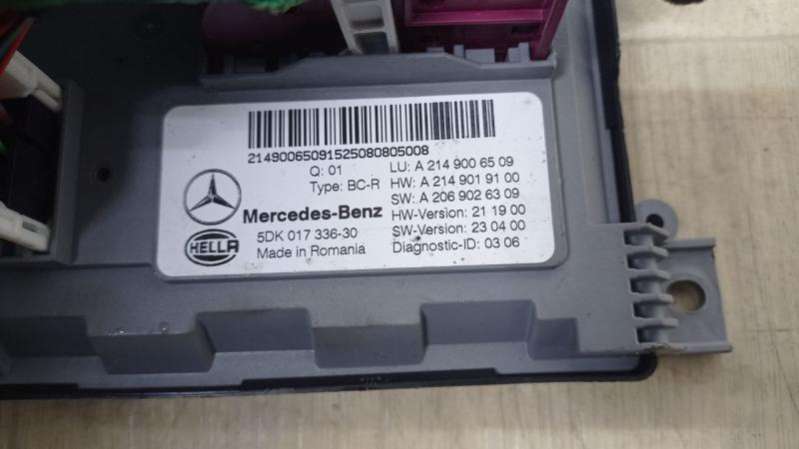 21490065091525080805008
Q: 01 LU: A 214 900 65 09
Type: BC-R HW: A 214 901 91 00
SW: A 206 902 63 09
Mercedes-Benz HW-Version: 21 19 00
HELLA 5DK 017 336-30 SW-Version: 23 04 00
Made in Romania Diagnostic-ID: 03 06